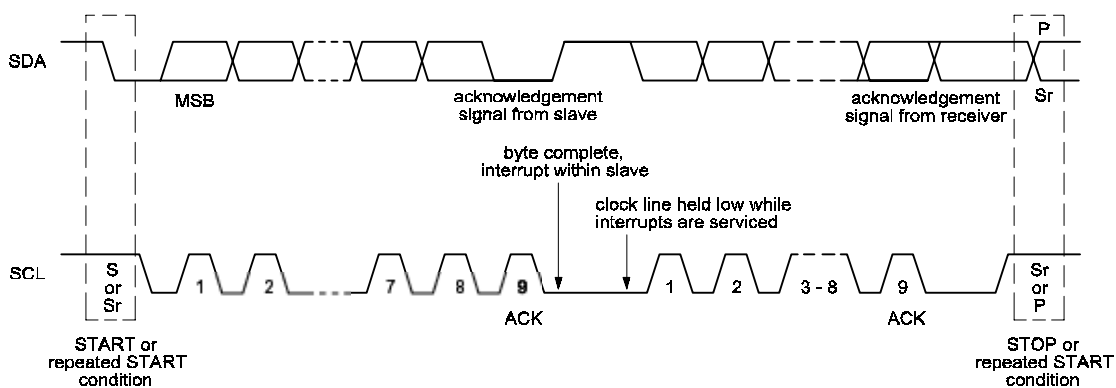 P
SDA
MSB
acknowledgement
signal from slave
acknowledgement
signal from receiver
Sr
byte complete,
interrupt within slave
clock line held low while
interrupts are serviced
SCL
S
or
Sr
1
2
7
8
9
1
2
3 - 8
9
Sr
or
P
ACK
ACK
START or
repeated START
condition
STOP or
repeated START
condition